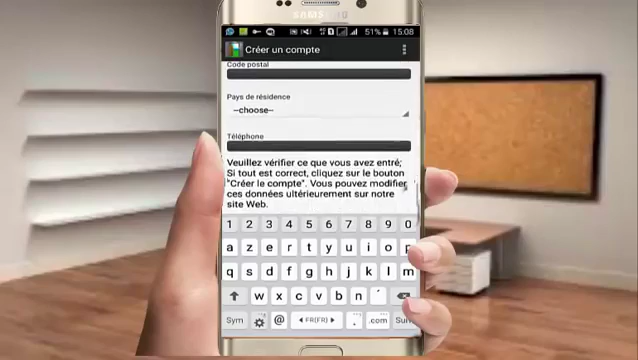 SAMSUNG
51% 15:08
Créer un compte
Code postal
Pays de résidence
--choose--
Téléphone
Veuillez vérifier ce que vous avez entré;
Si tout est correct, cliquez sur le bouton
"Créer le compte". Vous pouvez modifier
ces données ultérieurement sur notre
site Web.
1 2 3 4 5 6 7 8 9 0
a z e r t y u i o p
q s d f g h j k l m
w x c v b n '
Sym @ FR(FR) . .com Suiv